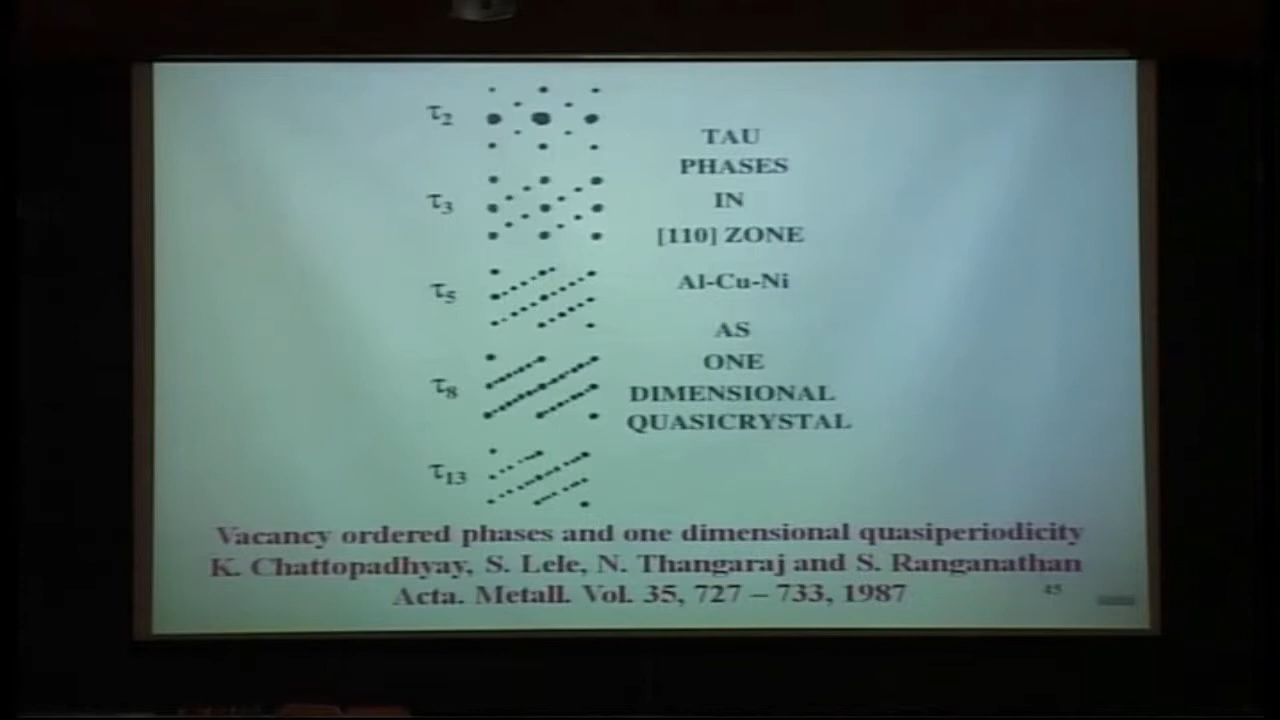 τ2
τ3
τ5
τ8
τ13
TAU
PHASES
IN
[110] ZONE
Al-Cu-Ni
AS
ONE
DIMENSIONAL
QUASICRYSTAL
Vacancy ordered phases and one dimensional quasiperiodicity
K. Chattopadhyay, S. Lele, N. Thangaraj and S. Ranganathan
Acta. Metall. Vol. 35, 727 – 733, 1987
45